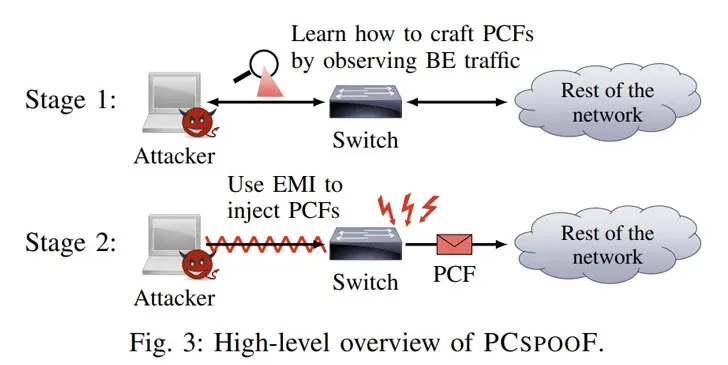 Learn how to craft PCFs
by observing BE traffic
Stage 1:
Attacker
Switch
Rest of the
network
Use EMI to
inject PCFs
Stage 2:
Attacker
Switch
PCF
Rest of the
network
Fig. 3: High-level overview of PCSPOOF.